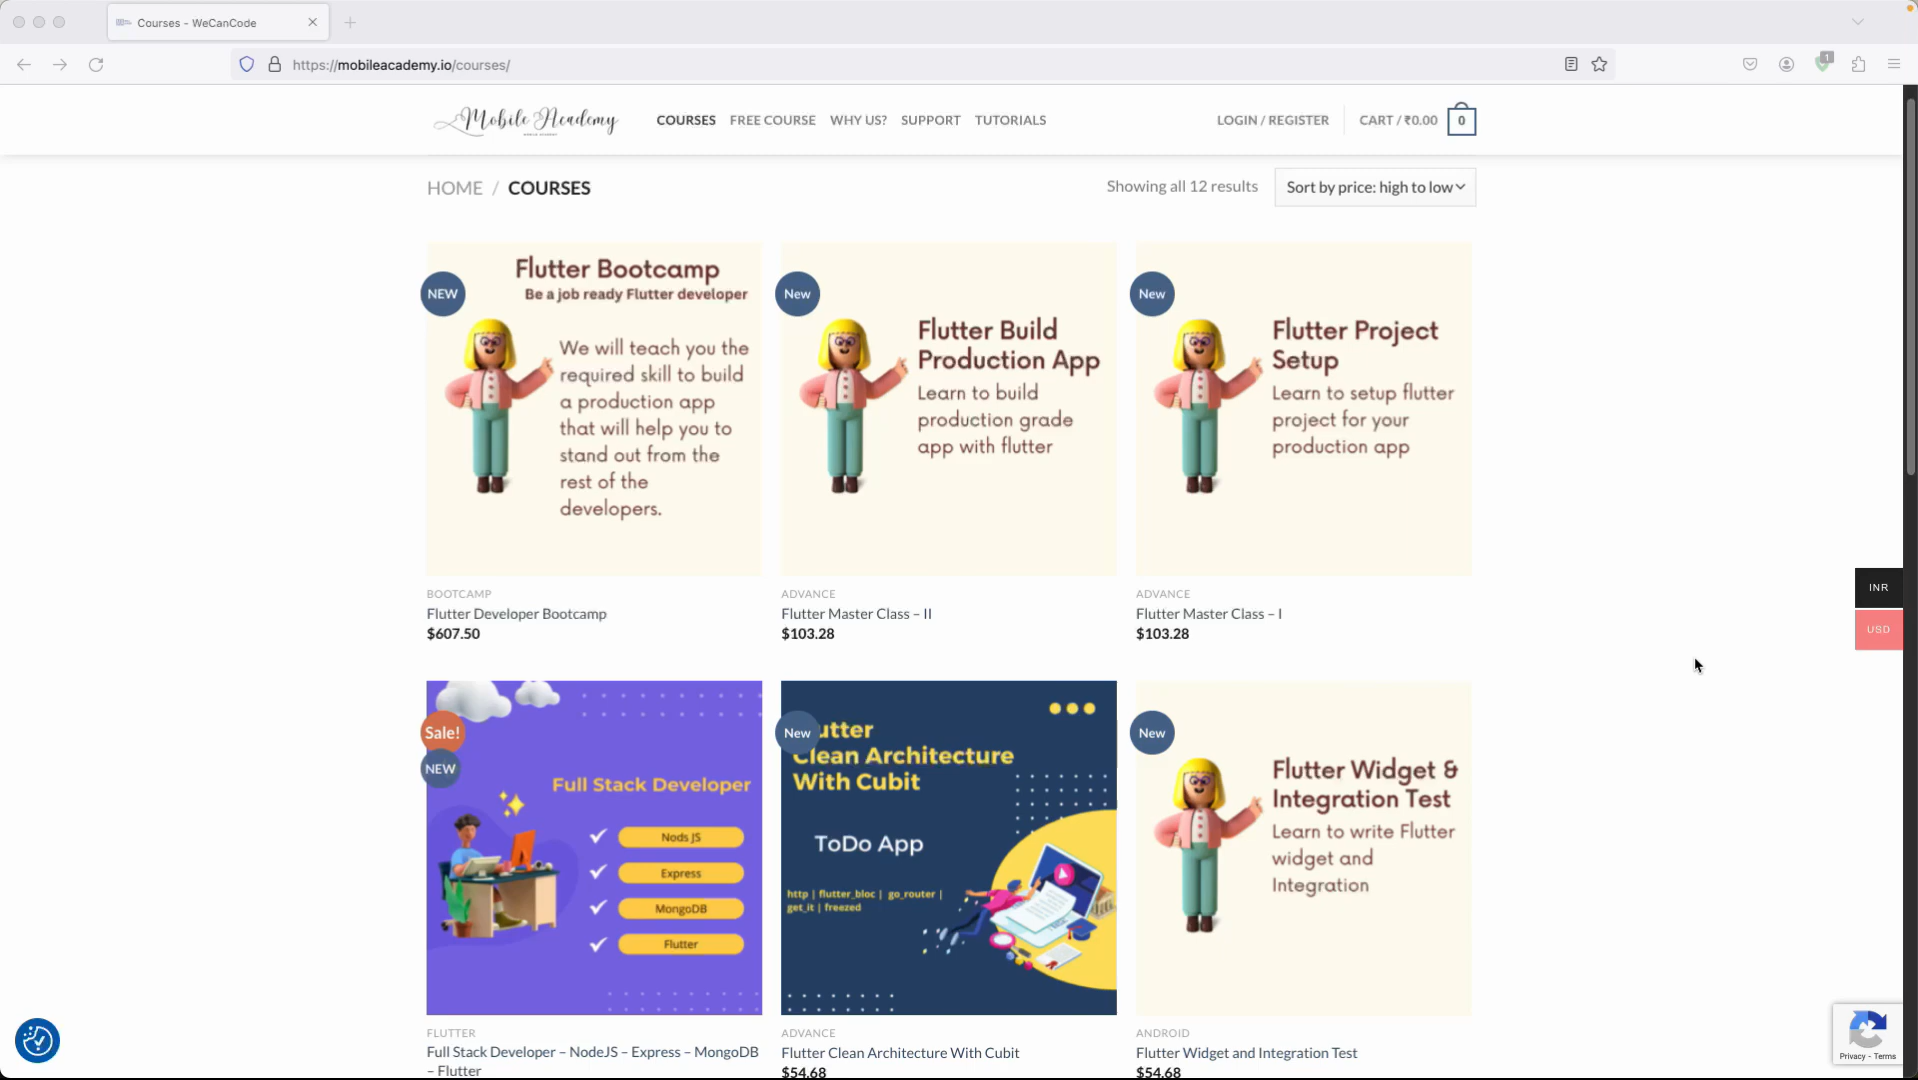 Courses - WeCanCode
https://mobileacademy.io/courses/
1
Mobile Academy
COURSES FREE COURSE WHY US? SUPPORT TUTORIALS
LOGIN / REGISTER CART / ₹0.00 0
HOME / COURSES
Showing all 12 results
Sort by price: high to low
NEW
Flutter Bootcamp
Be a job ready Flutter developer
We will teach you the
required skill to build
a production app
that will help you to
stand out from the
rest of the
developers.
BOOTCAMP
Flutter Developer Bootcamp
$607.50
New
Flutter Build
Production App
Learn to build
production grade
app with flutter
ADVANCE
Flutter Master Class – II
$103.28
New
Flutter Project
Setup
Learn to setup flutter
project for your
production app
ADVANCE
Flutter Master Class – I
$103.28
INR
USD
Sale!
NEW
Full Stack Developer
Nods JS
Express
MongoDB
Flutter
FLUTTER
Full Stack Developer – NodeJS – Express – MongoDB
– Flutter
New
utter
Clean Architecture
With Cubit
ToDo App
http | flutter_bloc | go_router |
get_it | freezed
ADVANCE
Flutter Clean Architecture With Cubit
$54.68
New
Flutter Widget &
Integration Test
Learn to write Flutter
widget and
Integration
ANDROID
Flutter Widget and Integration Test
$54.68
Privacy - Terms